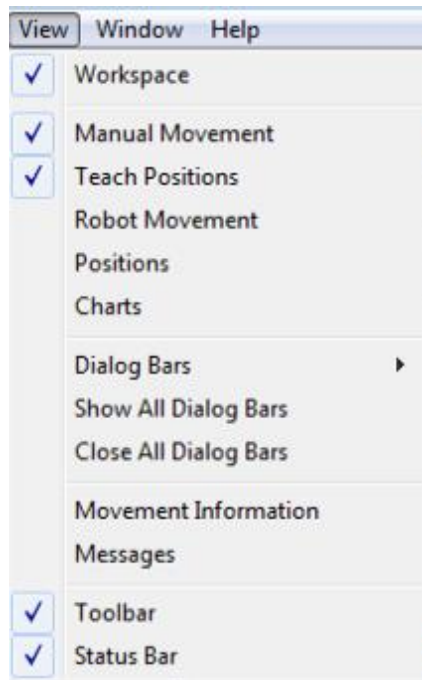 View Window Help
Workspace
Manual Movement
Teach Positions
Robot Movement
Positions
Charts
Dialog Bars
Show All Dialog Bars
Close All Dialog Bars
Movement Information
Messages
Toolbar
Status Bar